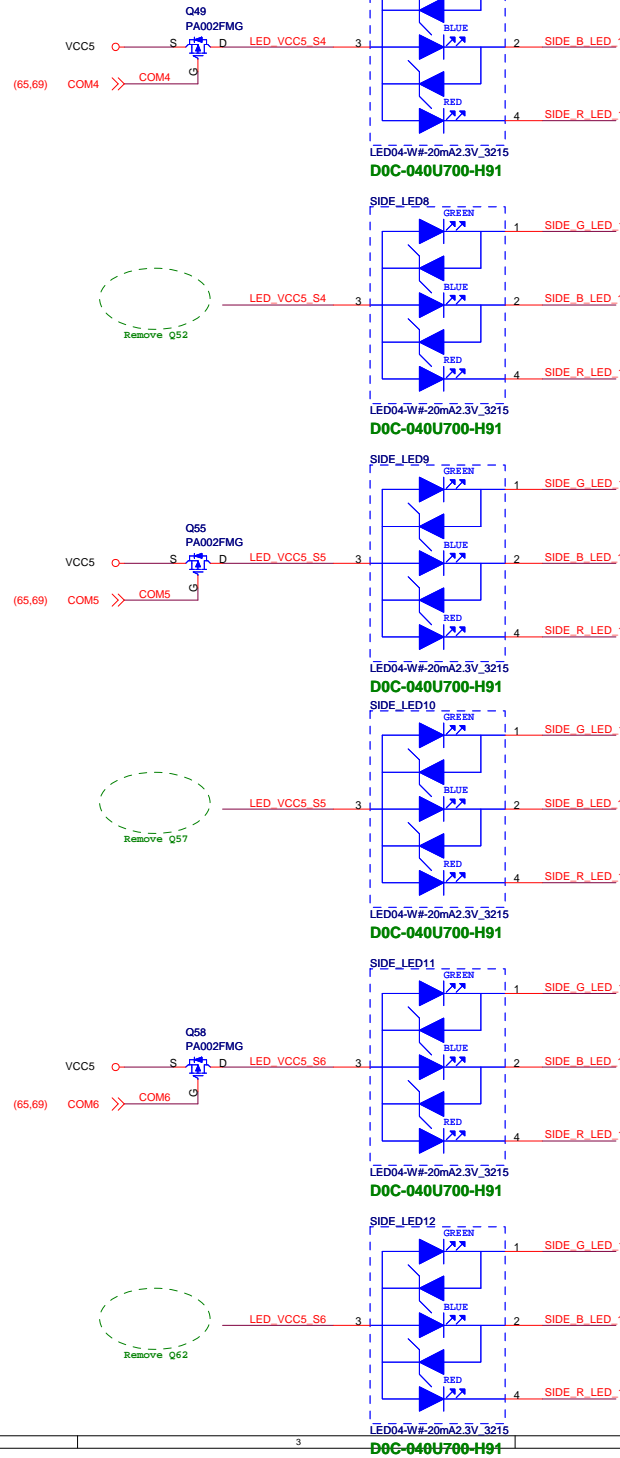 Q49
PA002FMG
BLUE
VCC5 S D LED_VCC5_S4 3 2 SIDE_B_LED_
G
(65,69) COM4 COM4
RED
4 SIDE_R_LED_
LED04-W#-20mA2.3V_3215
D0C-040U700-H91
SIDE_LED8
GREEN
1 SIDE_G_LED_
BLUE
LED_VCC5_S4 3 2 SIDE_B_LED_
Remove Q52
RED
4 SIDE_R_LED_
LED04-W#-20mA2.3V_3215
D0C-040U700-H91
SIDE_LED9
GREEN
1 SIDE_G_LED_
Q55
PA002FMG
BLUE
VCC5 S D LED_VCC5_S5 3 2 SIDE_B_LED_
G
(65,69) COM5 COM5
RED
4 SIDE_R_LED_
LED04-W#-20mA2.3V_3215
D0C-040U700-H91
SIDE_LED10
GREEN
1 SIDE_G_LED_
BLUE
LED_VCC5_S5 3 2 SIDE_B_LED_
Remove Q57
RED
4 SIDE_R_LED_
LED04-W#-20mA2.3V_3215
D0C-040U700-H91
SIDE_LED11
GREEN
1 SIDE_G_LED_
Q58
PA002FMG
BLUE
VCC5 S D LED_VCC5_S6 3 2 SIDE_B_LED_
G
(65,69) COM6 COM6
RED
4 SIDE_R_LED_
LED04-W#-20mA2.3V_3215
D0C-040U700-H91
SIDE_LED12
GREEN
1 SIDE_G_LED_
BLUE
LED_VCC5_S6 3 2 SIDE_B_LED_
Remove Q62
RED
4 SIDE_R_LED_
LED04-W#-20mA2.3V_3215
3
D0C-040U700-H91